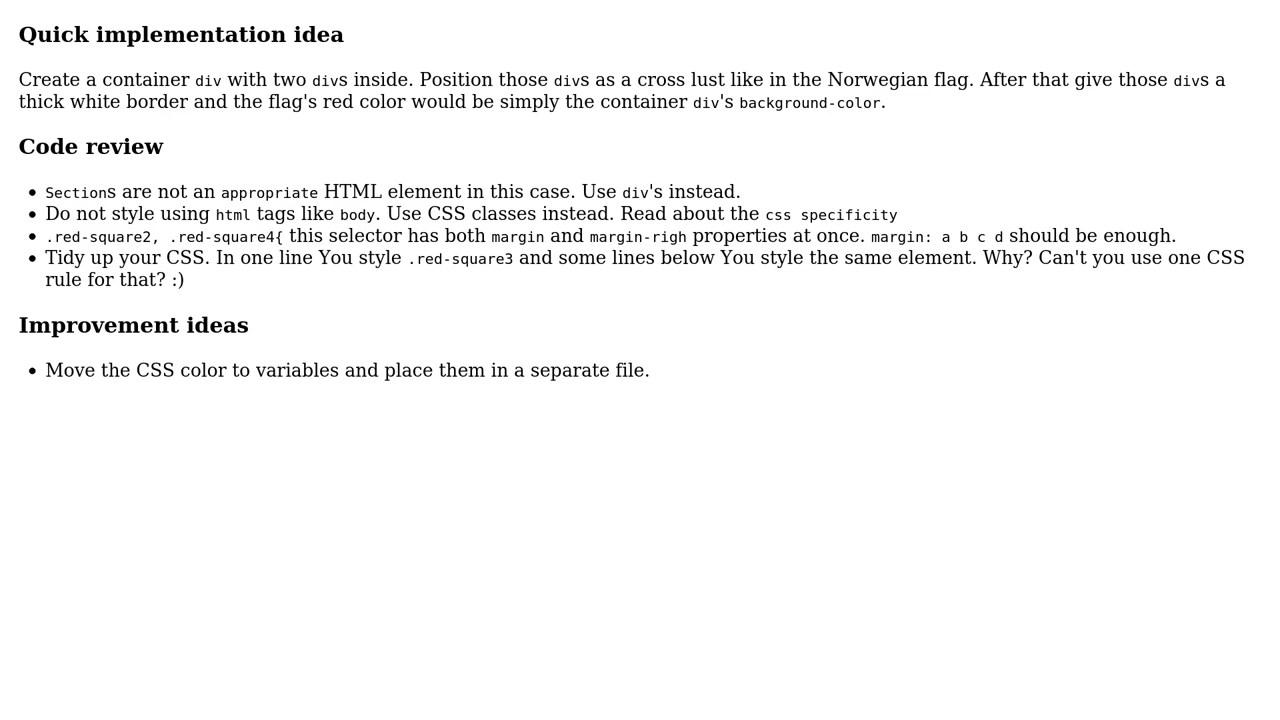 Quick implementation idea
Create a container div with two divs inside. Position those divs as a cross lust like in the Norwegian flag. After that give those divs a
thick white border and the flag's red color would be simply the container div's background-color.
Code review
• Sections are not an appropriate HTML element in this case. Use div's instead.
• Do not style using html tags like body. Use CSS classes instead. Read about the css specificity
• .red-square2, .red-square4{ this selector has both margin and margin-righ properties at once. margin: a b c d should be enough.
• Tidy up your CSS. In one line You style .red-square3 and some lines below You style the same element. Why? Can't you use one CSS
rule for that? :)
Improvement ideas
• Move the CSS color to variables and place them in a separate file.